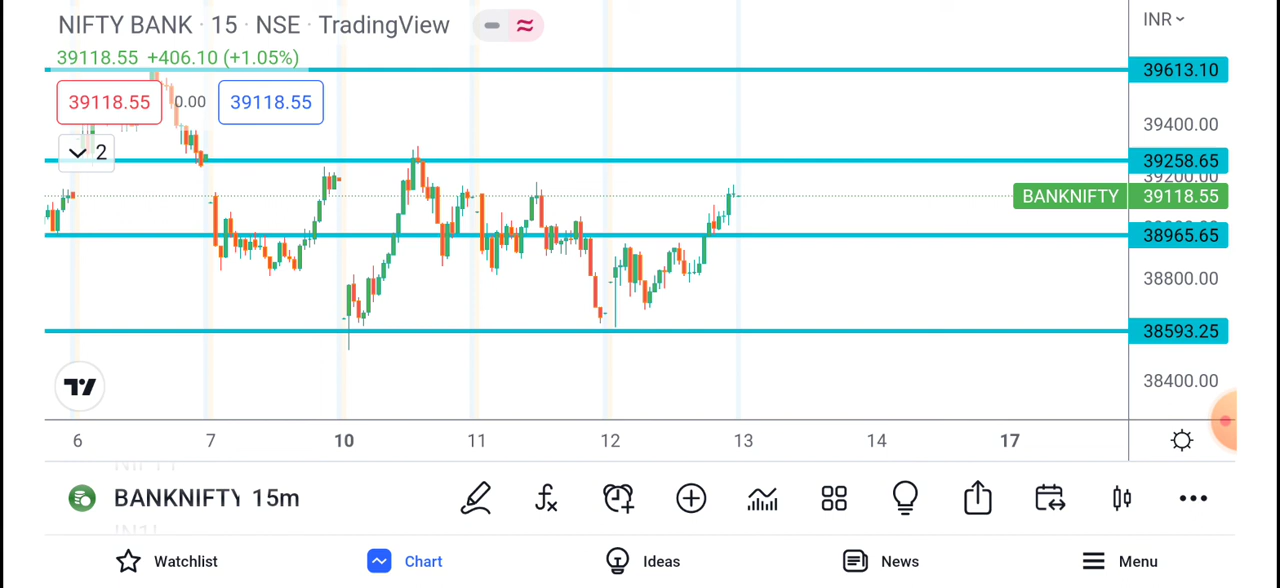 NIFTY BANK · 15 · NSE · TradingView
INR
39118.55 +406.10 (+1.05%)
39613.10
39118.55 0.00 39118.55
39400.00
2
39258.65
39200.00
BANKNIFTY 39118.55
38965.65
38800.00
38593.25
38400.00
6 7 10 11 12 13 14 17
BANKNIFTY 15m
Watchlist Chart Ideas News Menu